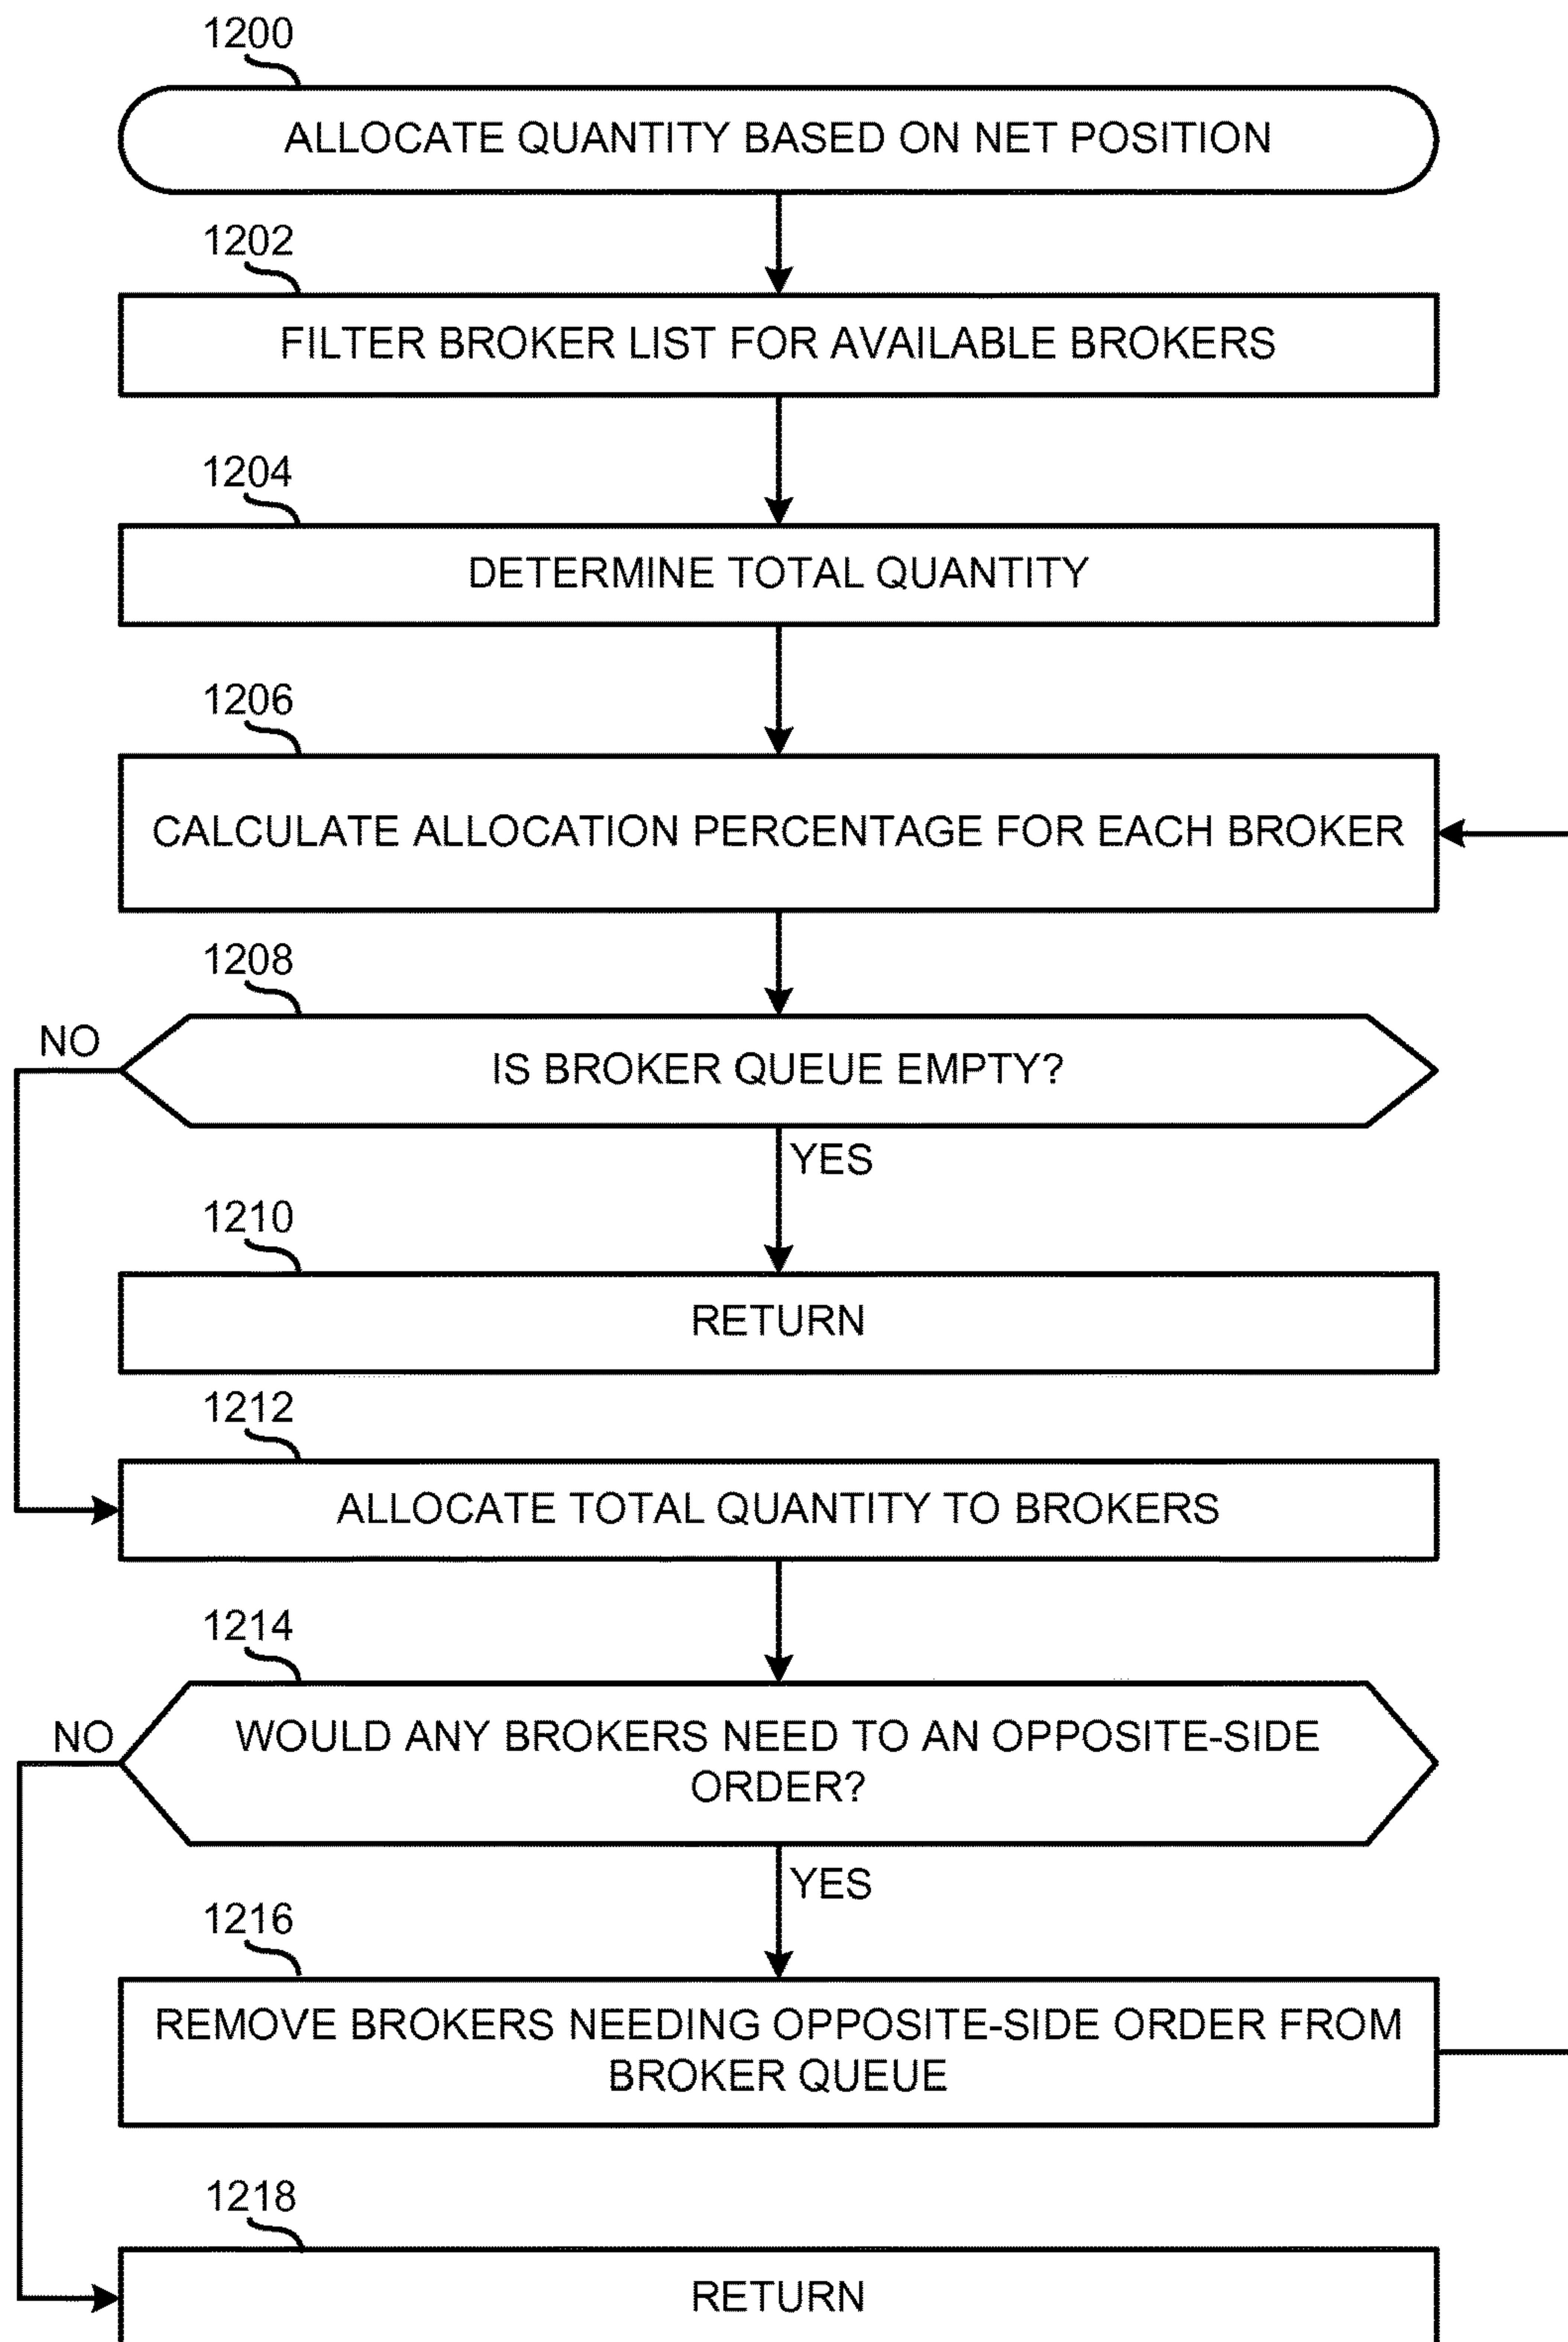 1200
ALLOCATE QUANTITY BASED ON NET POSITION
1202
FILTER BROKER LIST FOR AVAILABLE BROKERS
1204
DETERMINE TOTAL QUANTITY
1206
CALCULATE ALLOCATION PERCENTAGE FOR EACH BROKER
1208
NO
IS BROKER QUEUE EMPTY?
YES
1210
RETURN
1212
ALLOCATE TOTAL QUANTITY TO BROKERS
1214
NO
WOULD ANY BROKERS NEED TO AN OPPOSITE-SIDE
ORDER?
YES
1216
REMOVE BROKERS NEEDING OPPOSITE-SIDE ORDER FROM
BROKER QUEUE
1218
RETURN